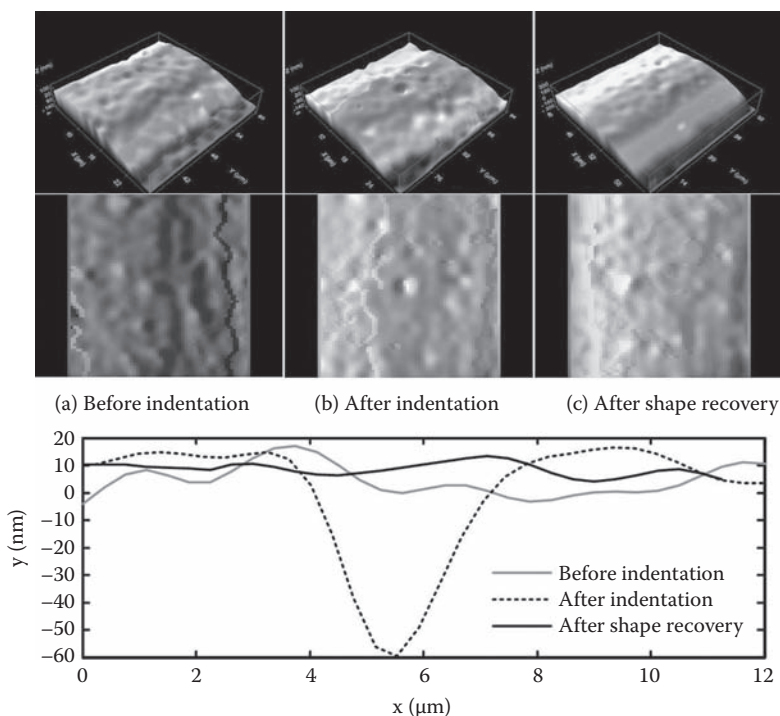 (a) Before indentation
(b) After indentation
(c) After shape recovery
20
10
0
−10
−20
−30
−40
−50
−60
y (nm)
Before indentation
After indentation
After shape recovery
0
2
4
6
8
10
12
x (μm)